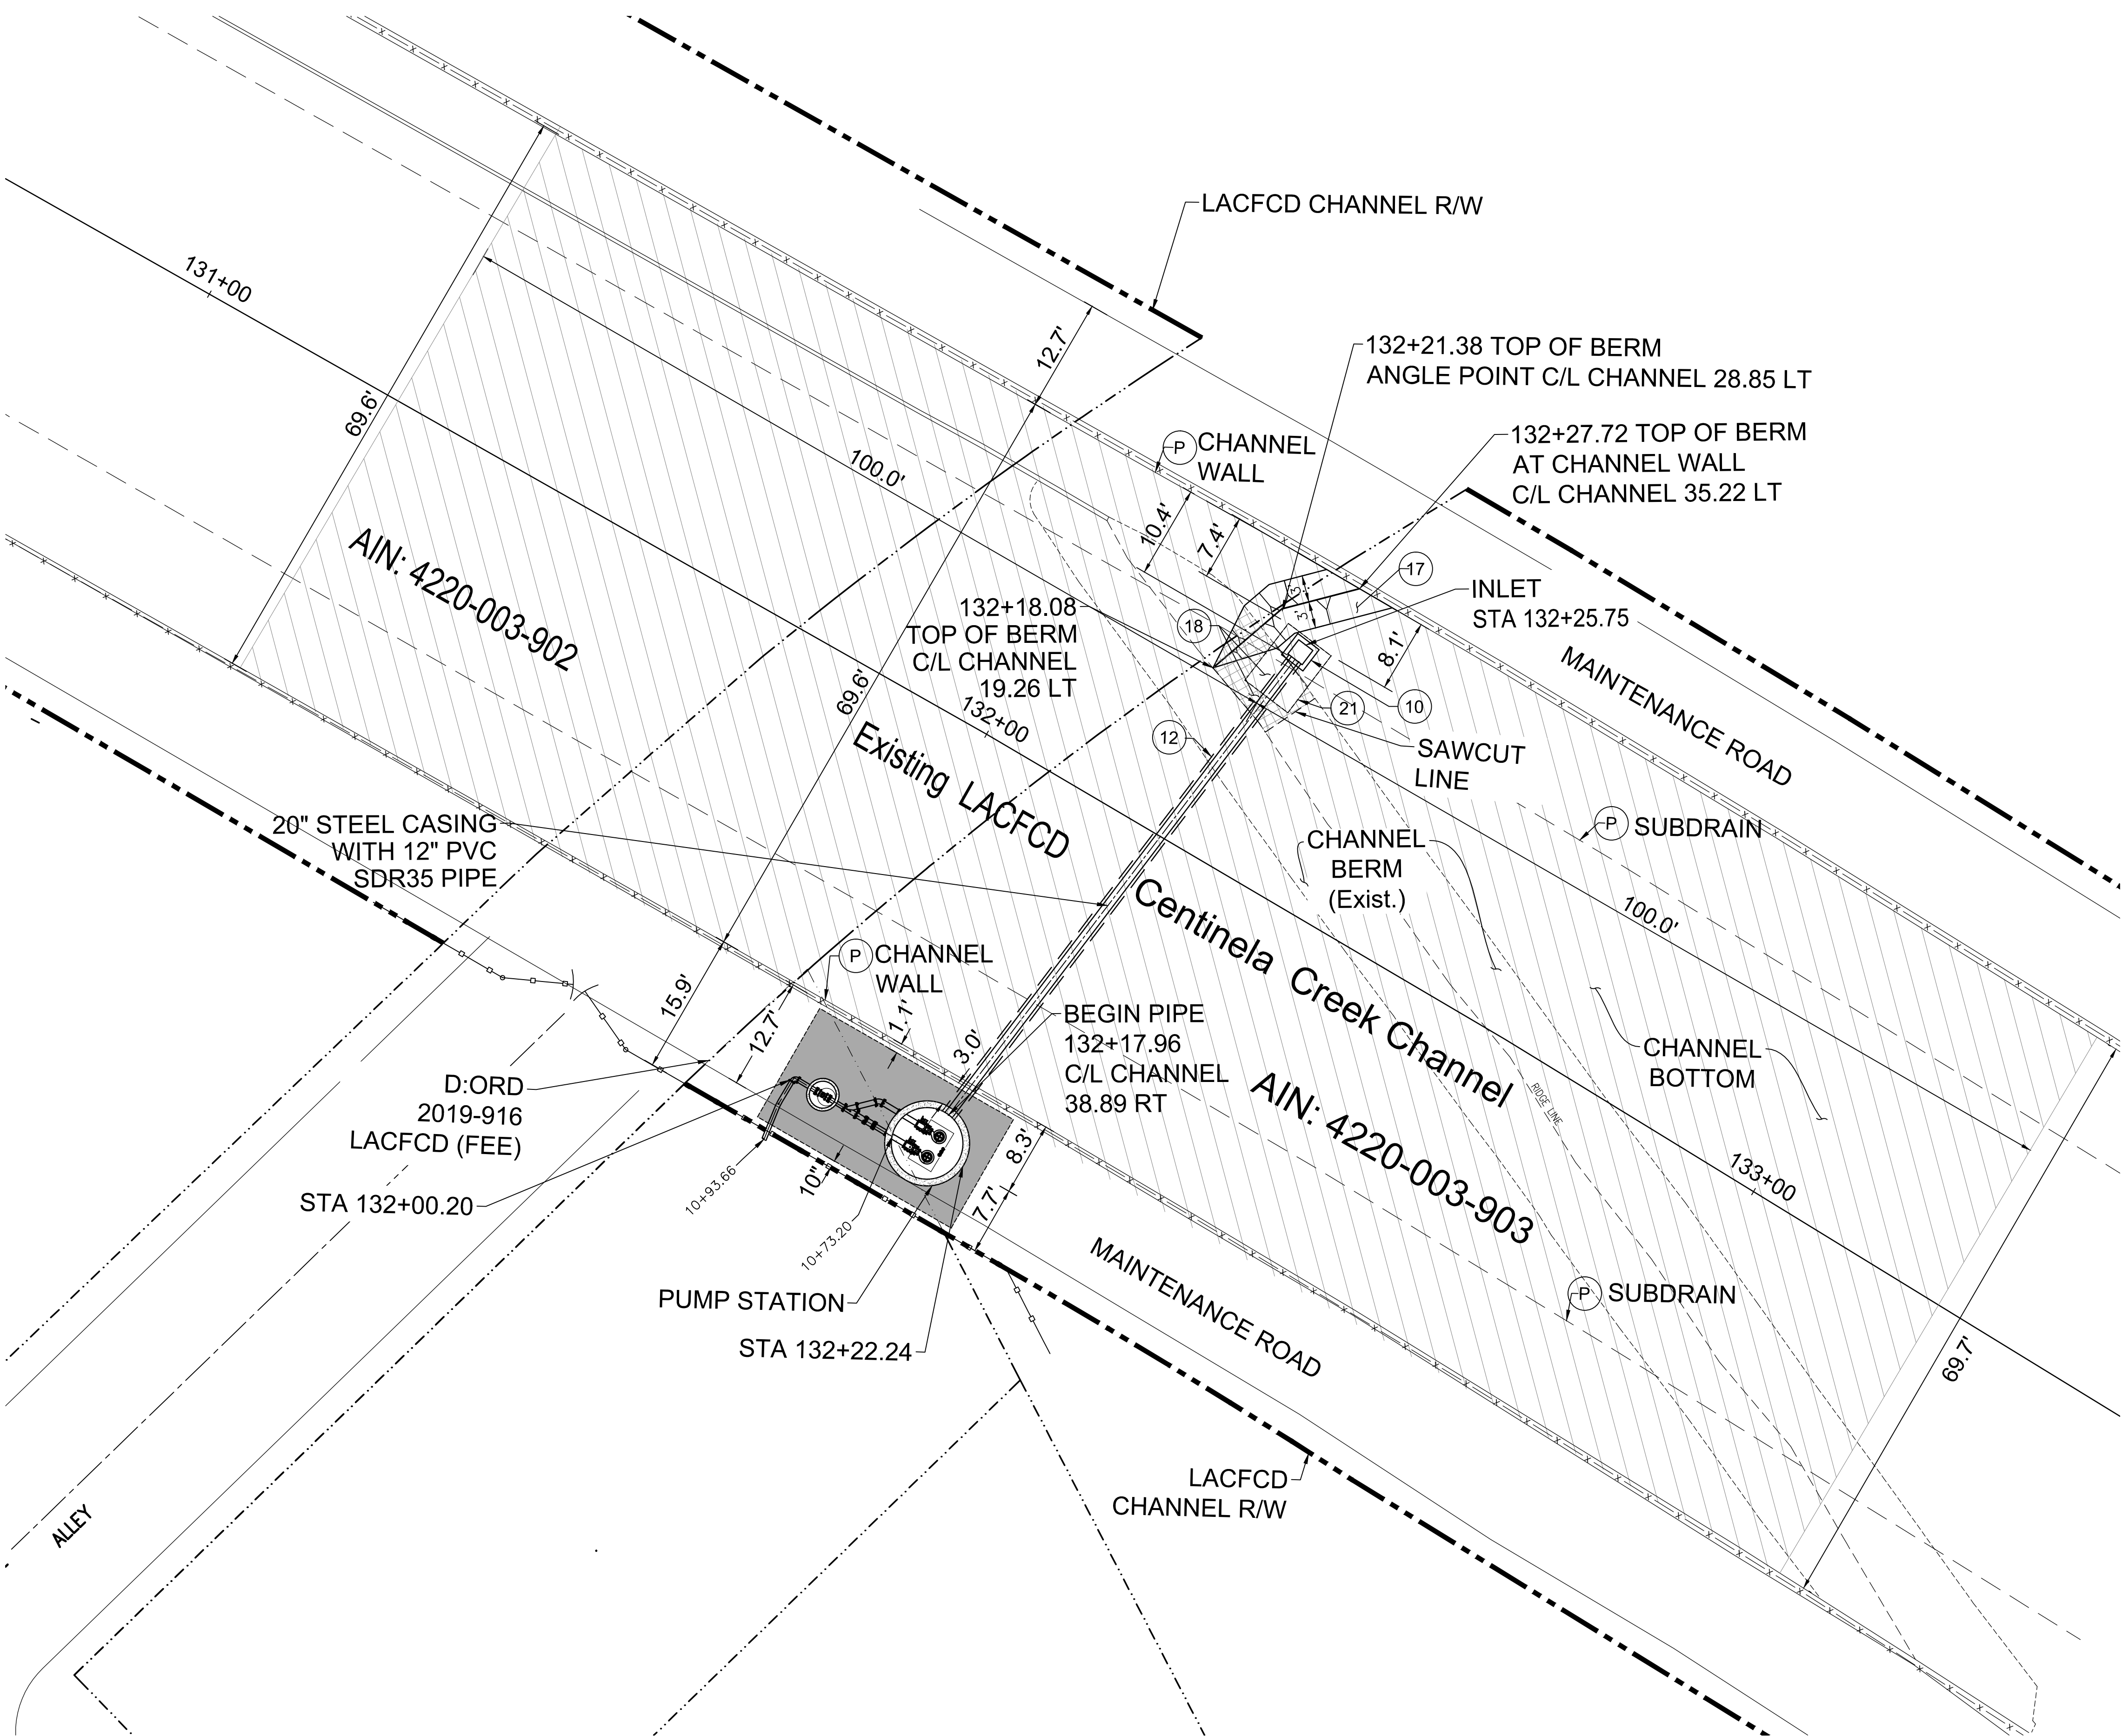 LACFCD CHANNEL R/W
131+00
12.7'
132+21.38 TOP OF BERM
ANGLE POINT C/L CHANNEL 28.85 LT
69.6'
P
CHANNEL
WALL
132+27.72 TOP OF BERM
AT CHANNEL WALL
C/L CHANNEL 35.22 LT
100.0'
10.4'
7.4'
AIN: 4220-003-902
17
3'
3'
INLET
STA 132+25.75
132+18.08
TOP OF BERM
C/L CHANNEL
19.26 LT
18
8.1'
MAINTENANCE ROAD
69.6'
132+00
21
10
12
SAWCUT
LINE
Existing LACFCD
20" STEEL CASING
WITH 12" PVC
SDR35 PIPE
P
SUBDRAIN
CHANNEL
BERM
(Exist.)
100.0'
Centinela Creek Channel
P
CHANNEL
WALL
15.9'
12.7'
1.1'
3.0'
BEGIN PIPE
132+17.96
C/L CHANNEL
38.89 RT
CHANNEL
BOTTOM
D:ORD
2019-916
LACFCD (FEE)
AIN: 4220-003-903
RIDGE LINE
8.3'
133+00
STA 132+00.20
10+93.66
10"
7.7'
10+73.20
MAINTENANCE ROAD
PUMP STATION
P
SUBDRAIN
STA 132+22.24
69.7'
LACFCD
CHANNEL R/W
ALLEY